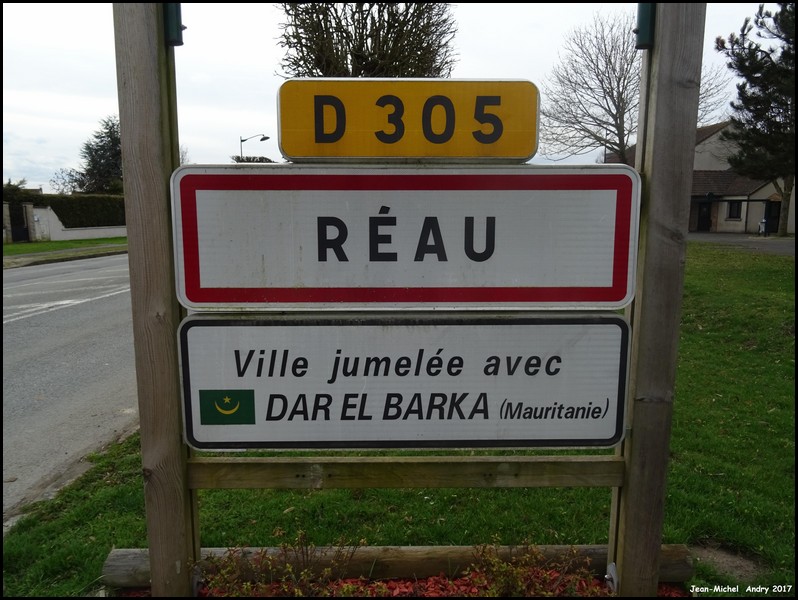 D 305
RÉAU
Ville jumelée avec
DAR EL BARKA (Mauritanie)
Jean-Michel Andry 2017